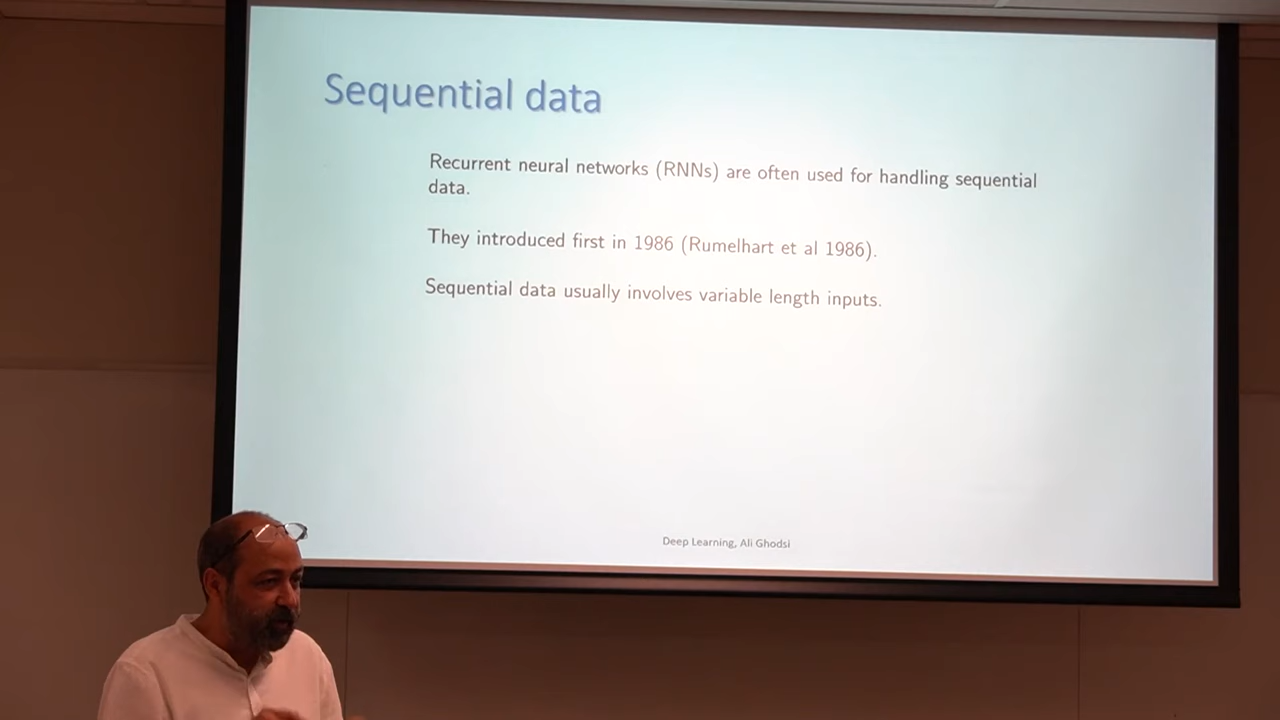 Sequential data
Recurrent neural networks (RNNs) are often used for handling sequential
data.
They introduced first in 1986 (Rumelhart et al 1986).
Sequential data usually involves variable length inputs.
Deep Learning, Ali Ghodsi